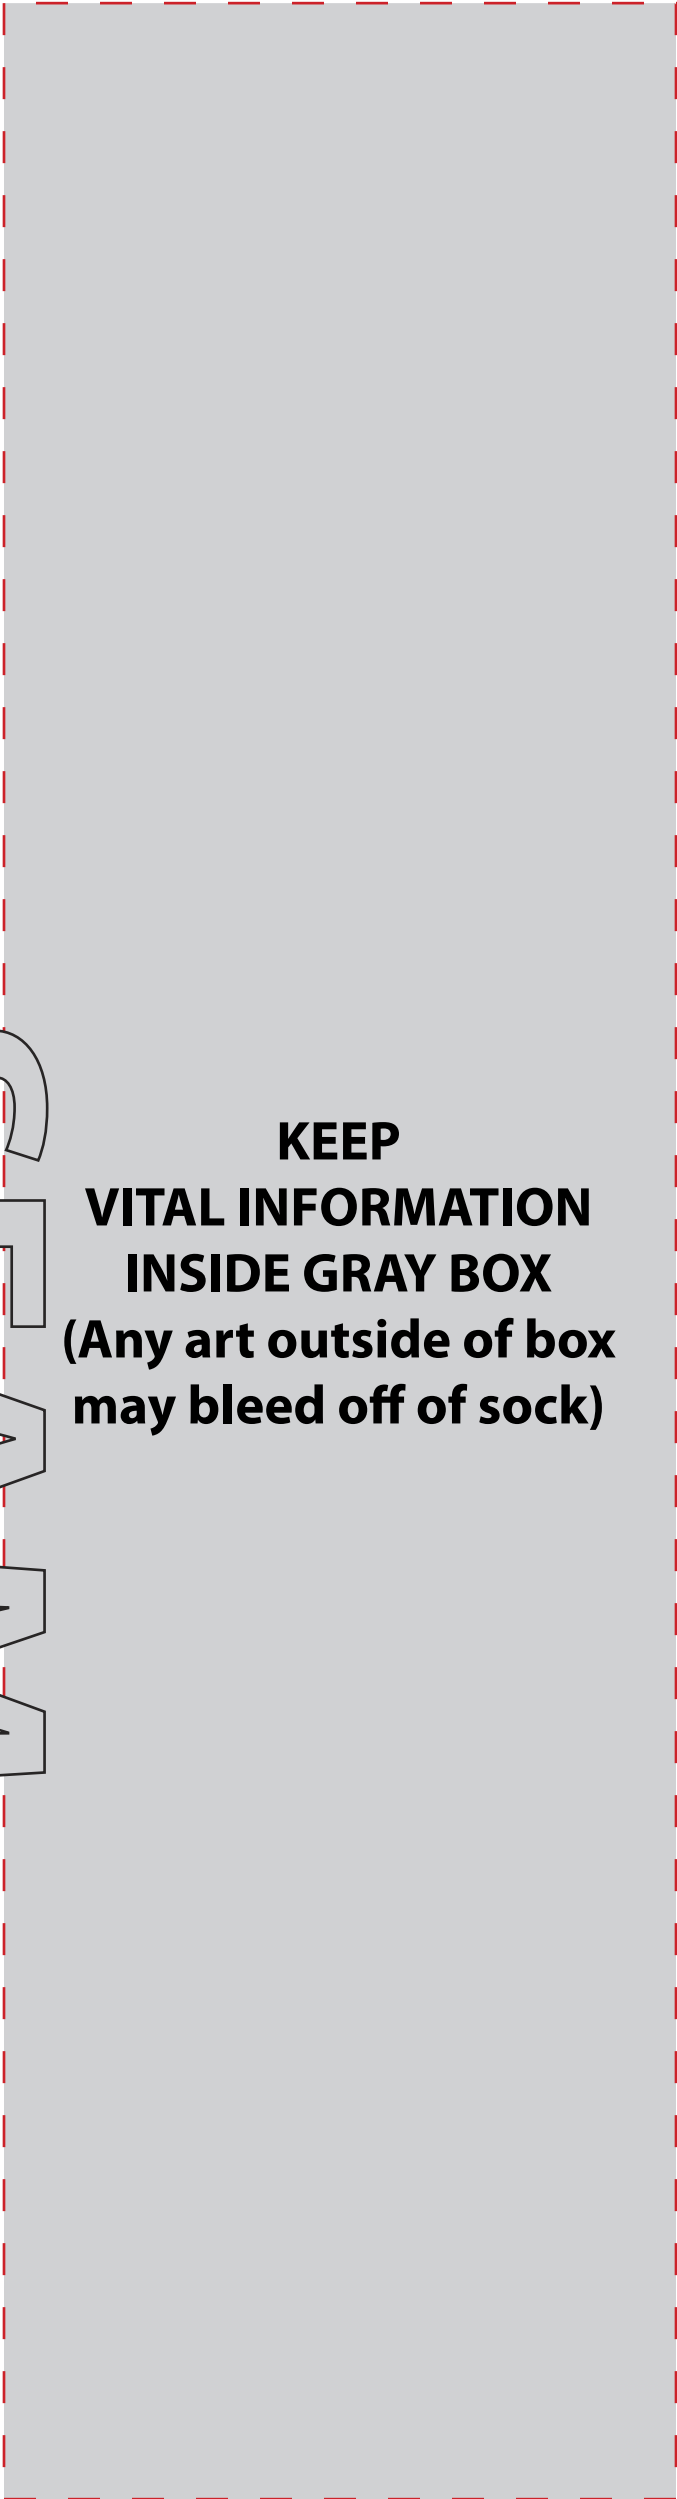 KEEP
VITAL INFORMATION
INSIDE GRAY BOX
(Any art outside of box
may bleed off of sock)